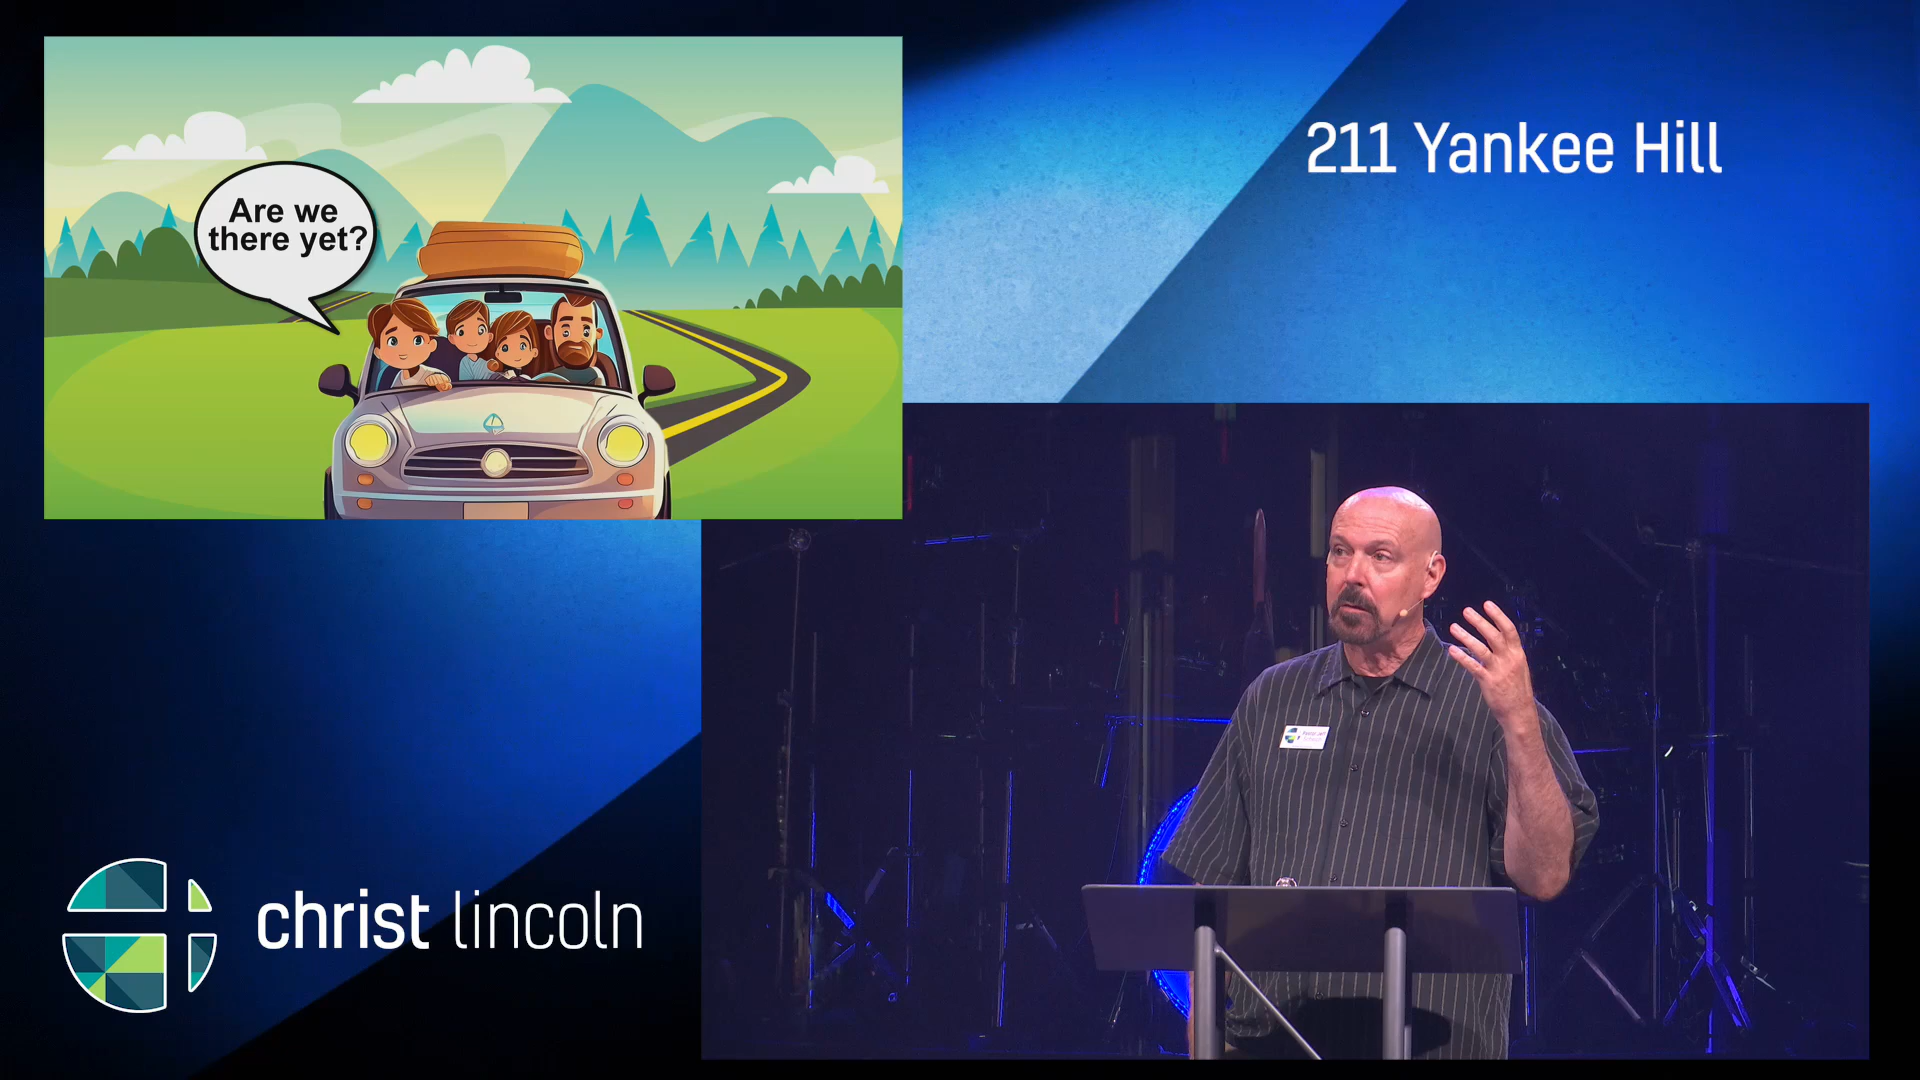 Are we
there yet?
211 Yankee Hill
christ lincoln